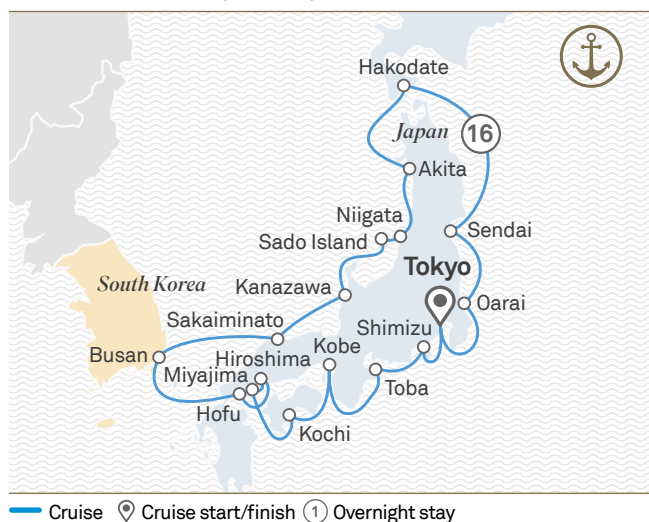 Hakodate
Japan
16
Akita
Niigata
Sendai
Sado Island
Tokyo
South Korea
Kanazawa
Oarai
Sakaiminato
Shimizu
Busan
Hiroshima
Kobe
Miyajima
Toba
Hofu
Kochi
Cruise Cruise start/finish 1 Overnight stay